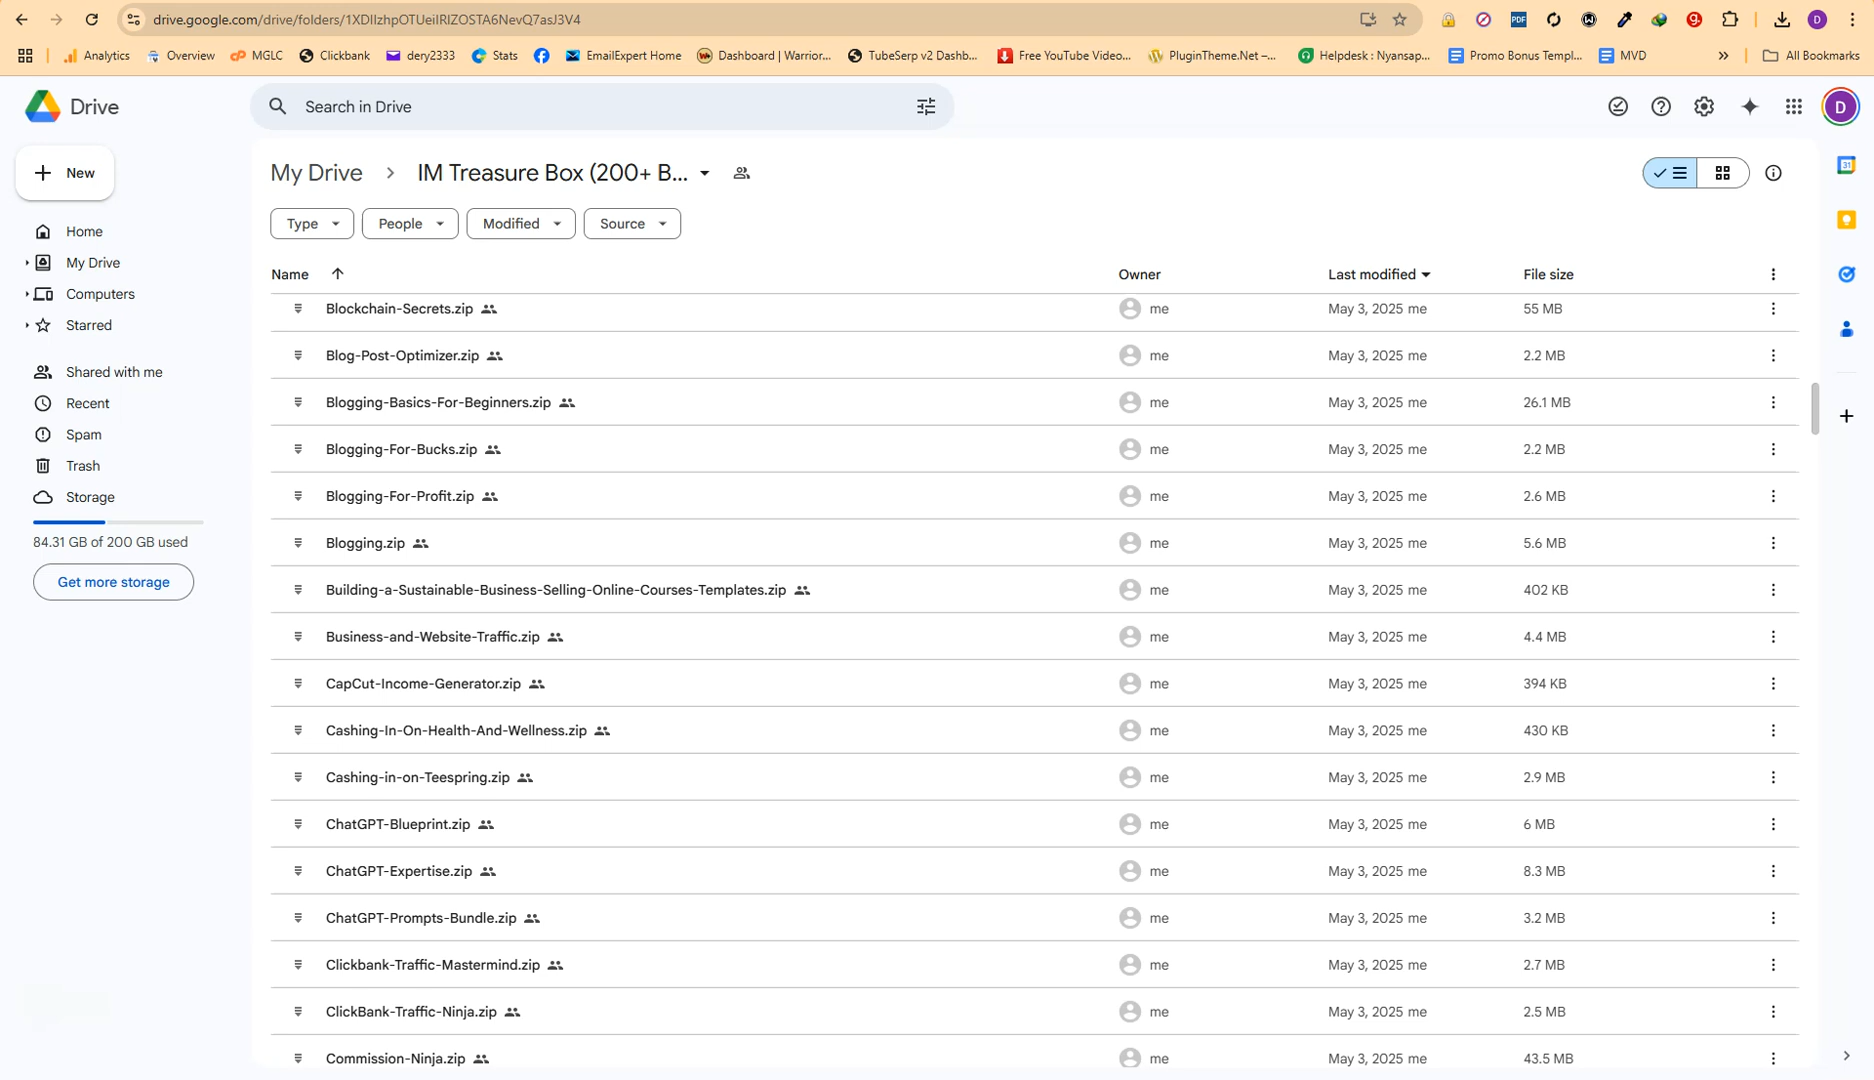 drive.google.com/drive/folders/1XDlIzhpOTUeilRIZOSTA6NevQ7asJ3V4
PDF
D
Analytics
Overview
MGLC
Clickbank
dery2333
Stats
EmailExpert Home
Dashboard | Warrior...
TubeSerp v2 Dashb...
Free YouTube Video...
PluginTheme.Net –...
Helpdesk : Nyansap...
Promo Bonus Templ...
MVD
All Bookmarks
Drive
Search in Drive
D
New
My Drive
IM Treasure Box (200+ B...
31
Type
People
Modified
Source
Home
My Drive
Computers
Starred
Shared with me
Recent
Spam
Trash
Storage
84.31 GB of 200 GB used
Get more storage
Name Owner Last modified File size
Blockchain-Secrets.zip me May 3, 2025 me 55 MB
Blog-Post-Optimizer.zip me May 3, 2025 me 2.2 MB
Blogging-Basics-For-Beginners.zip me May 3, 2025 me 26.1 MB
Blogging-For-Bucks.zip me May 3, 2025 me 2.2 MB
Blogging-For-Profit.zip me May 3, 2025 me 2.6 MB
Blogging.zip me May 3, 2025 me 5.6 MB
Building-a-Sustainable-Business-Selling-Online-Courses-Templates.zip me May 3, 2025 me 402 KB
Business-and-Website-Traffic.zip me May 3, 2025 me 4.4 MB
CapCut-Income-Generator.zip me May 3, 2025 me 394 KB
Cashing-In-On-Health-And-Wellness.zip me May 3, 2025 me 430 KB
Cashing-in-on-Teespring.zip me May 3, 2025 me 2.9 MB
ChatGPT-Blueprint.zip me May 3, 2025 me 6 MB
ChatGPT-Expertise.zip me May 3, 2025 me 8.3 MB
ChatGPT-Prompts-Bundle.zip me May 3, 2025 me 3.2 MB
Clickbank-Traffic-Mastermind.zip me May 3, 2025 me 2.7 MB
ClickBank-Traffic-Ninja.zip me May 3, 2025 me 2.5 MB
Commission-Ninja.zip me May 3, 2025 me 43.5 MB